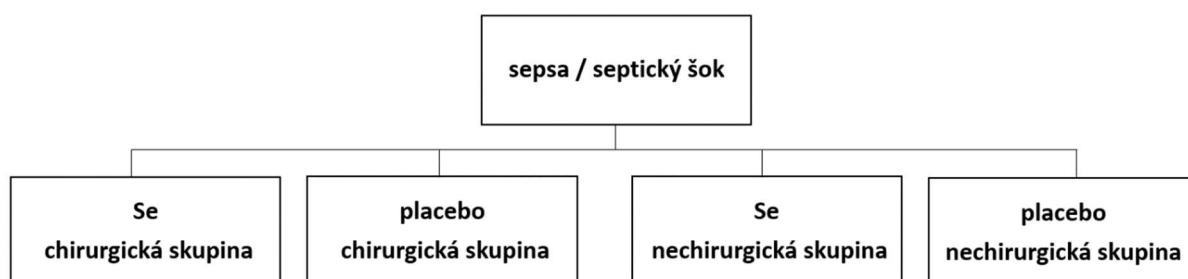 sepsa / septický šok
Se
chirurgická skupina
placebo
chirurgická skupina
Se
nechirurgická skupina
placebo
nechirurgická skupina